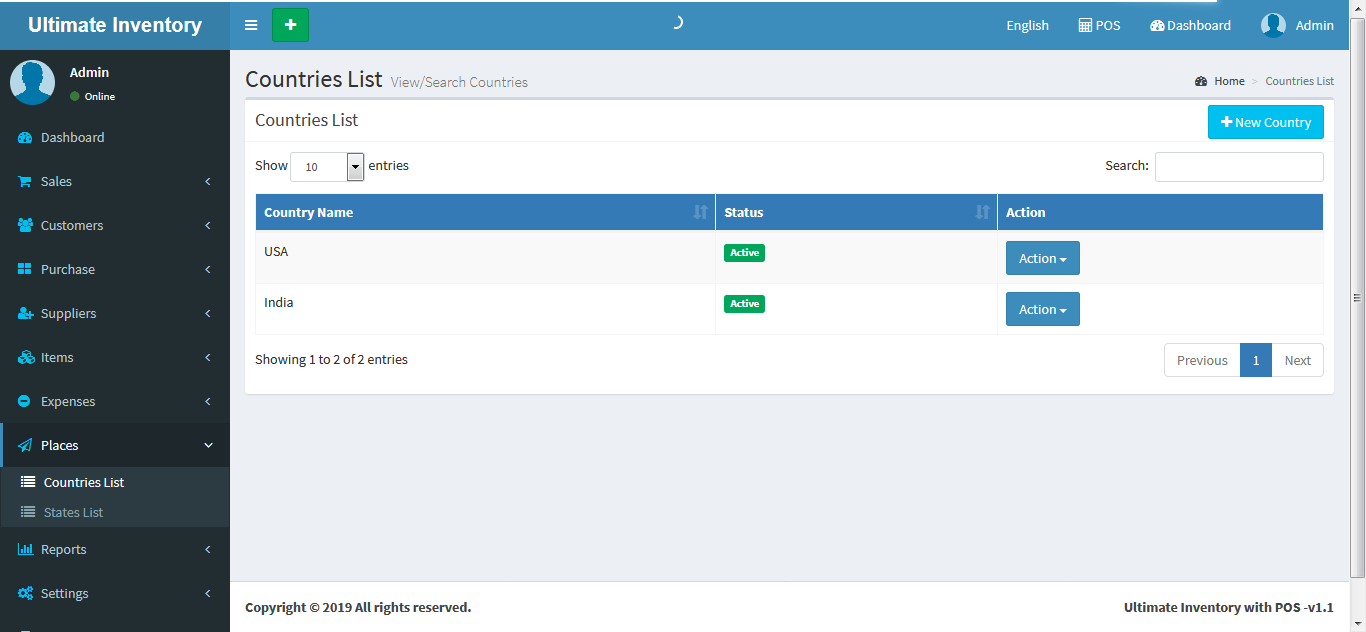 Ultimate Inventory
English POS Dashboard Admin
Admin
Online
Dashboard
Sales
Customers
Purchase
Suppliers
Items
Expenses
Places
Countries List
States List
Reports
Settings
Countries List View/Search Countries
Home > Countries List
Countries List
New Country
Show 10 entries
Search:
Country Name Status Action
USA Active Action
India Active Action
Showing 1 to 2 of 2 entries
Previous 1 Next
Copyright © 2019 All rights reserved.
Ultimate Inventory with POS -v1.1